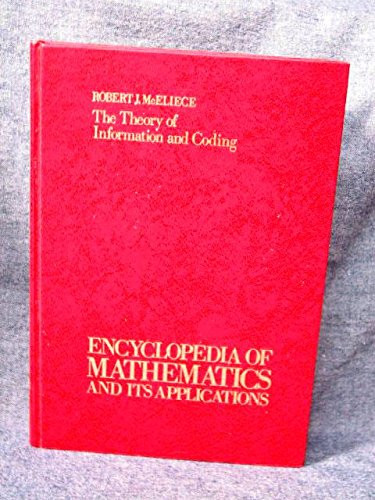 ROBERT J. McELIECE
The Theory of
Information and Coding
ENCYCLOPEDIA OF
MATHEMATICS
AND ITS APPLICATIONS